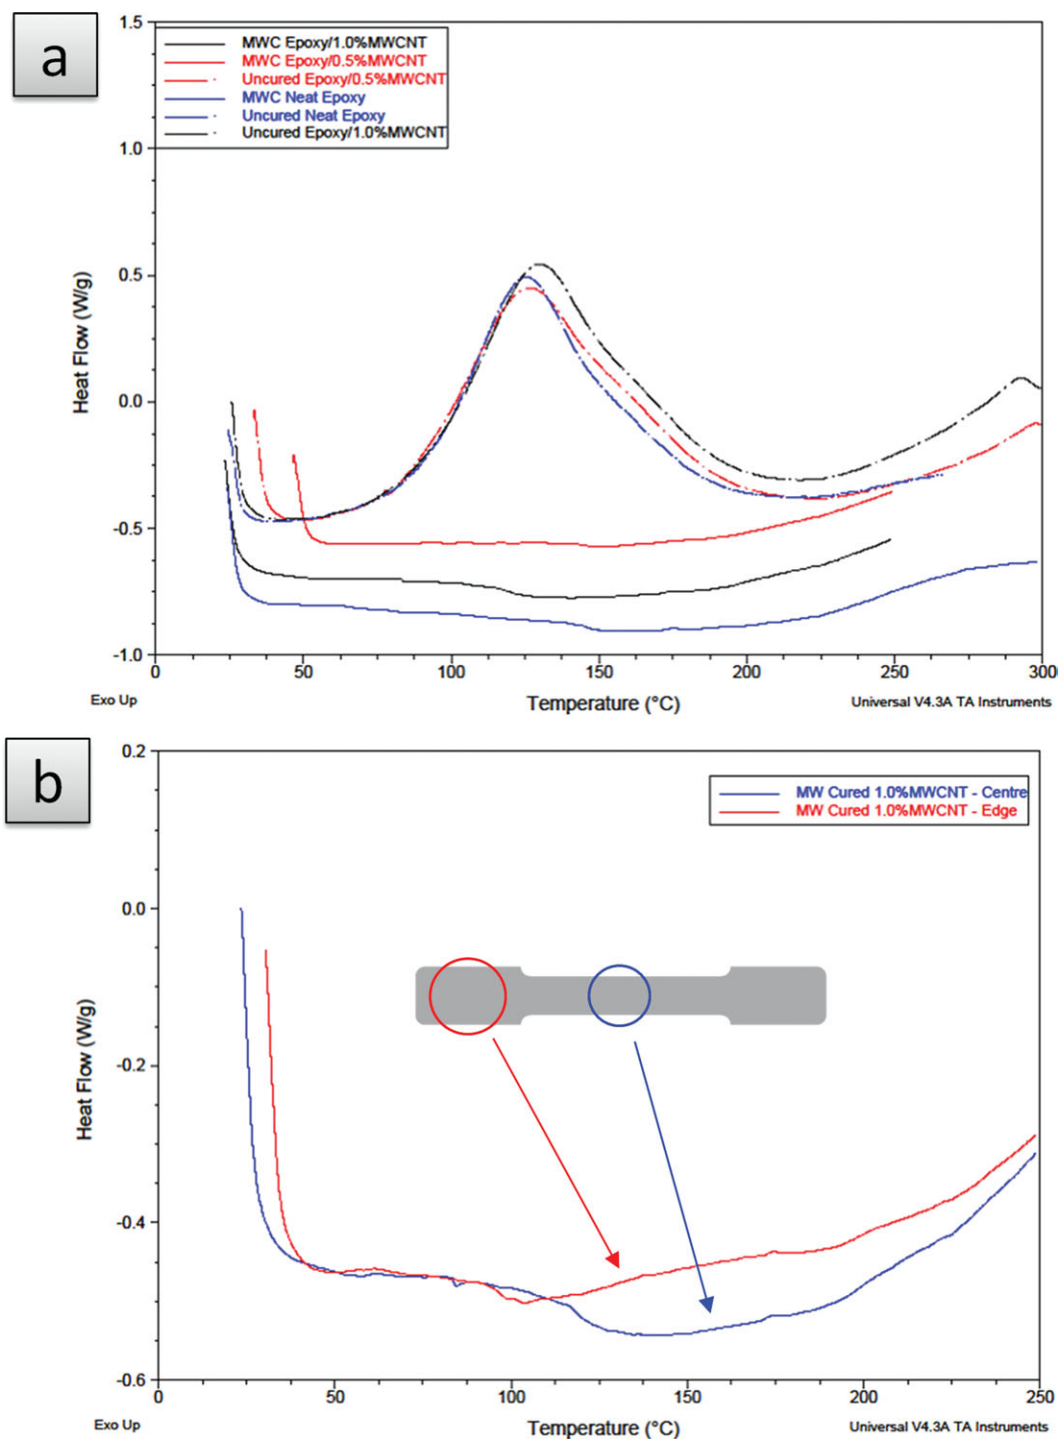 a
MWC Epoxy/1.0%MWCNT
MWC Epoxy/0.5%MWCNT
Uncured Epoxy/0.5%MWCNT
MWC Neat Epoxy
Uncured Neat Epoxy
Uncured Epoxy/1.0%MWCNT
1.5
1.0
0.5
0.0
-0.5
-1.0
Heat Flow (W/g)
0
50
100
150
200
250
300
Exo Up
Temperature (°C)
Universal V4.3A TA Instruments
b
MW Cured 1.0%MWCNT - Centre
MW Cured 1.0%MWCNT - Edge
0.2
0.0
-0.2
-0.4
-0.6
Heat Flow (W/g)
0
50
100
150
200
250
Exo Up
Temperature (°C)
Universal V4.3A TA Instruments